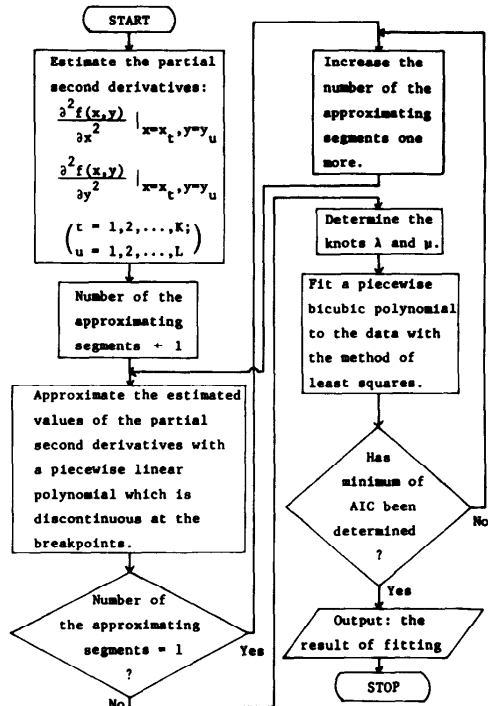 START
Estimate the partial
second derivatives:
∂²f(x,y)
∂x²
|x=x_t,y=y_u
∂²f(x,y)
∂y²
|x=x_t,y=y_u
(t = 1,2,...,K;
u = 1,2,...,L)
Number of the
approximating
segments ← 1
Approximate the estimated
values of the partial
second derivatives with
a piecewise linear
polynomial which is
discontinuous at the
breakpoints.
Number of
the approximating
segments = 1
?
Yes
No
Increase the
number of the
approximating
segments one
more.
Determine the
knots λ and μ.
Fit a piecewise
bicubic polynomial
to the data with
the method of
least squares.
Has
minimum of
AIC been
determined
?
No
Yes
Output: the
result of fitting
STOP